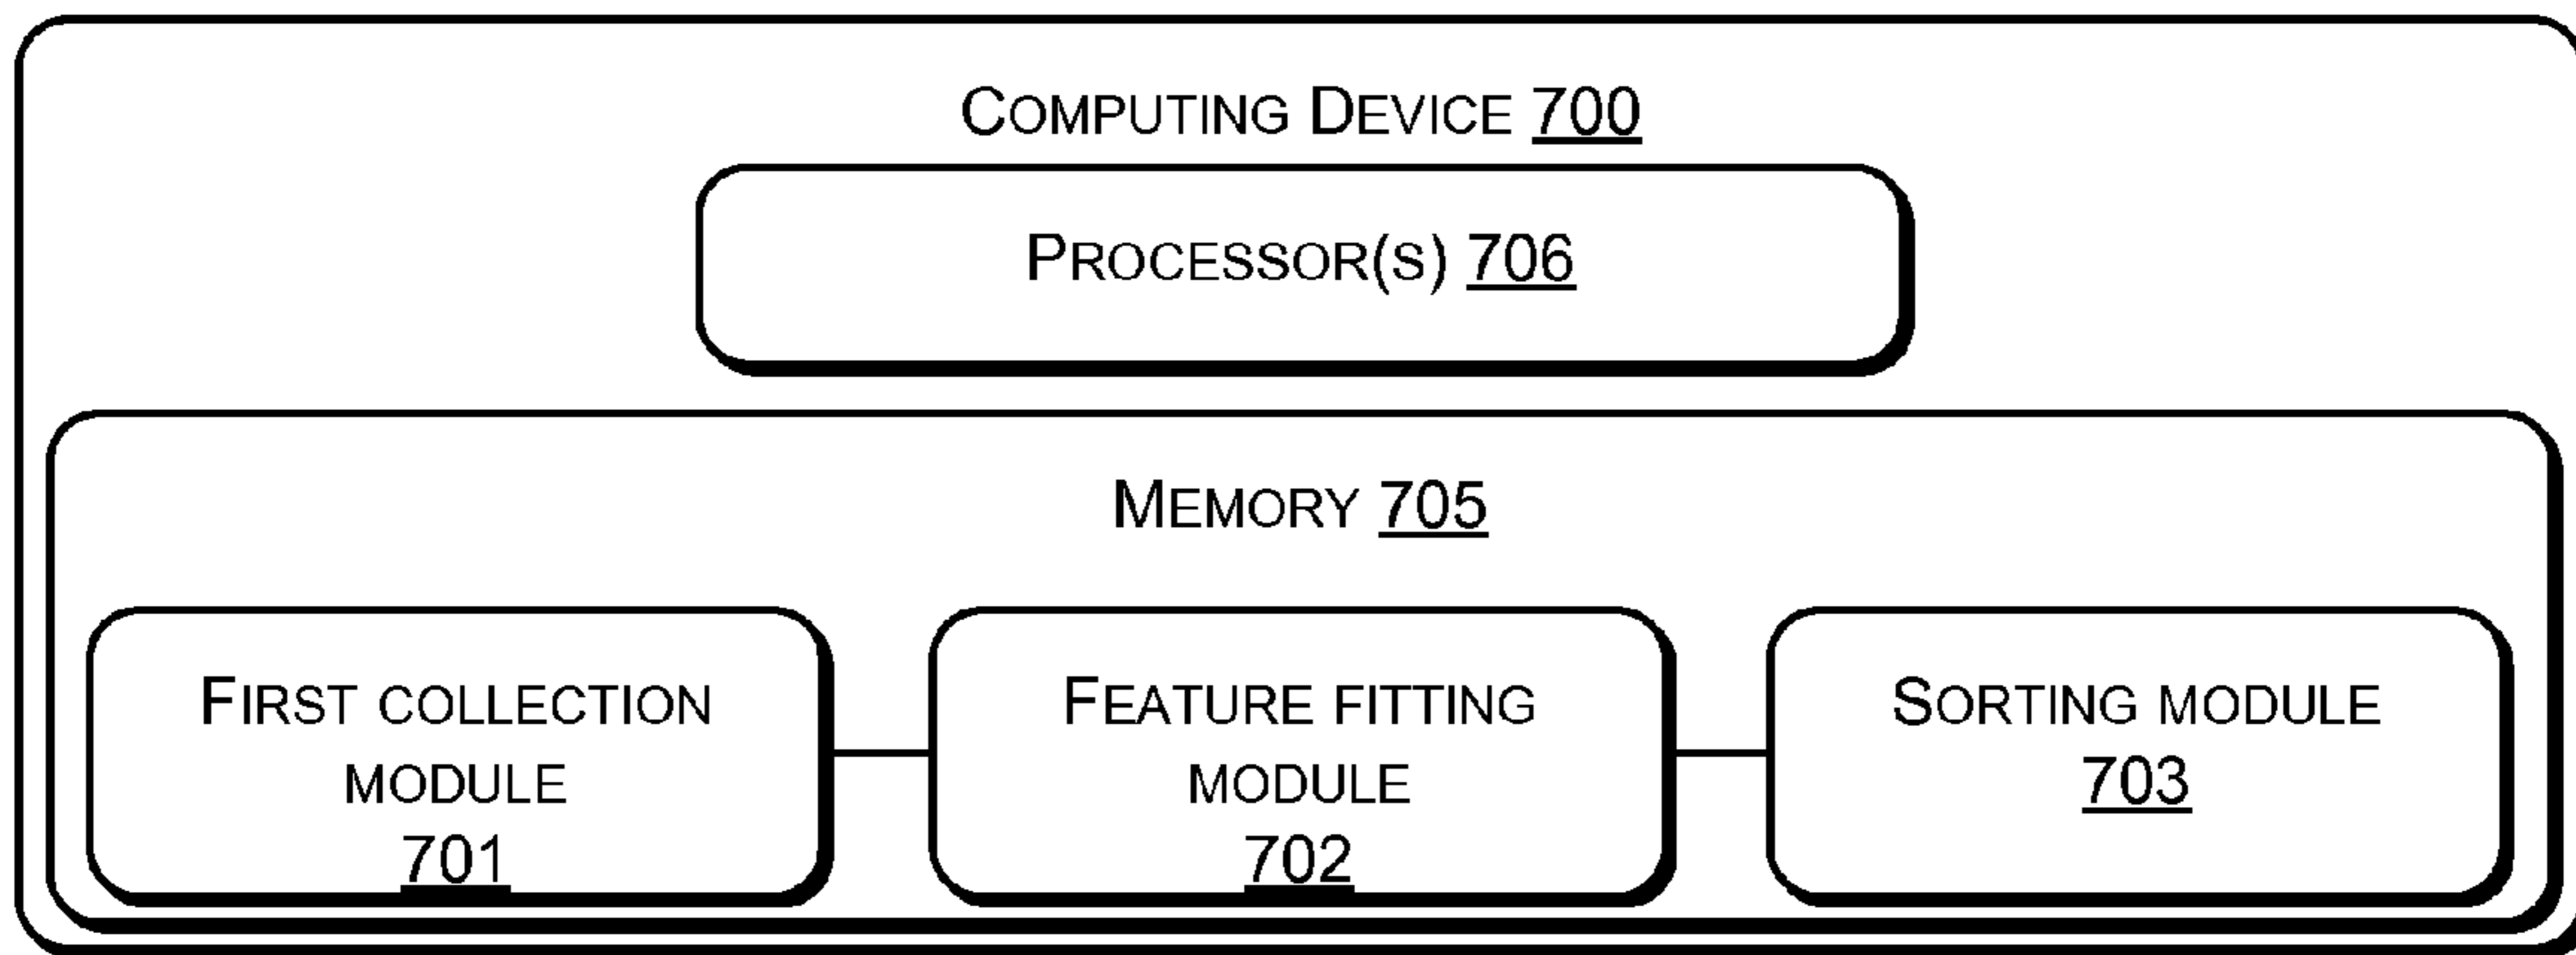 COMPUTING DEVICE 700
PROCESSOR(S) 706
MEMORY 705
FIRST COLLECTION
MODULE
701
FEATURE FITTING
MODULE
702
SORTING MODULE
703